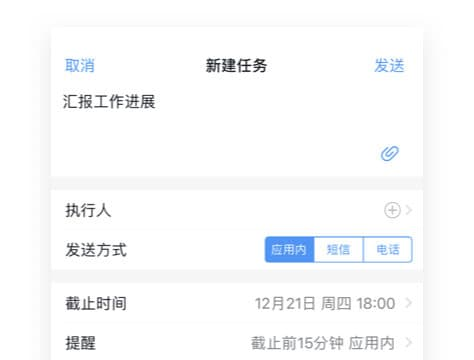 取消 新建任务 发送
汇报工作进展
执行人
发送方式 应用内 短信 电话
截止时间 12月21日 周四 18:00
提醒 截止前15分钟 应用内